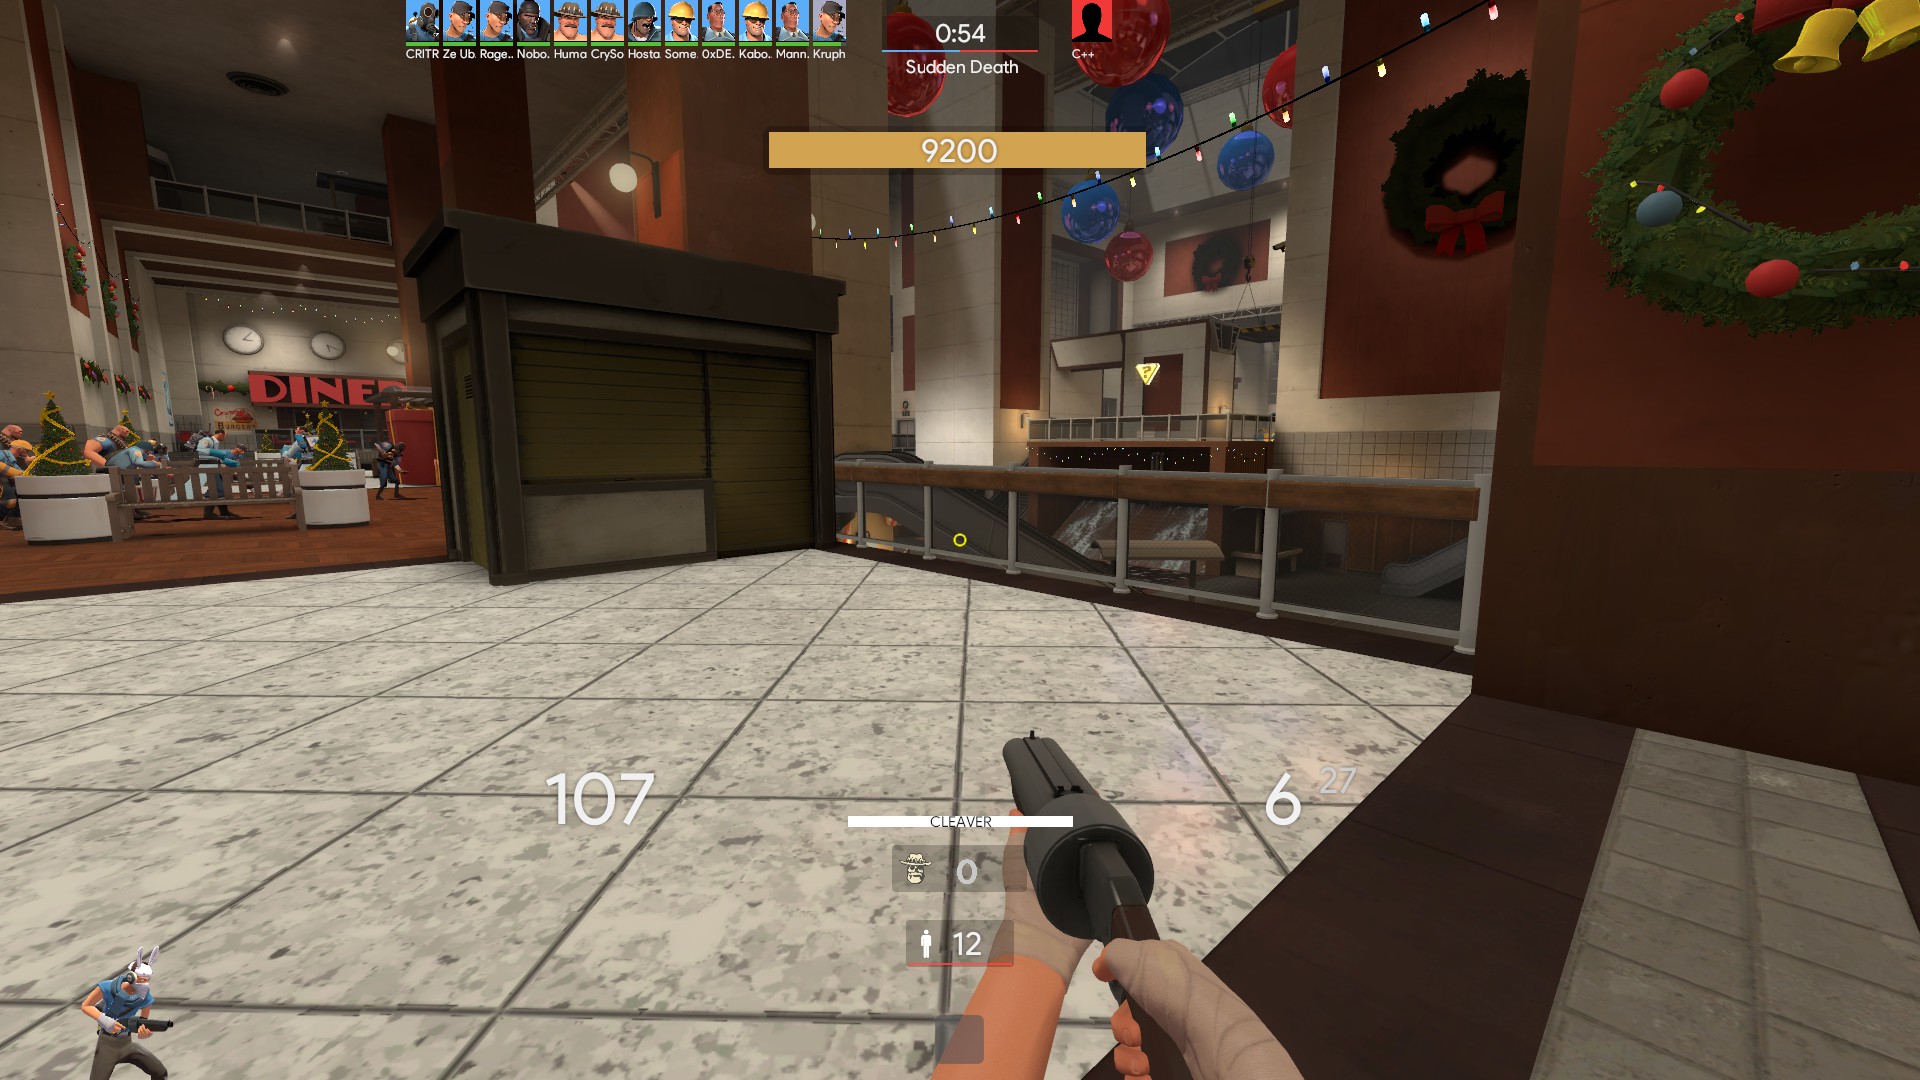 CRITR Ze Ub. Rage.. Nobo. Huma CrySo Hosta Some 0xDE. Kabo. Mann. Kruph
0:54
Sudden Death
C++
9200
?
DINER
BURGER
107
6 27
CLEAVER
0
12